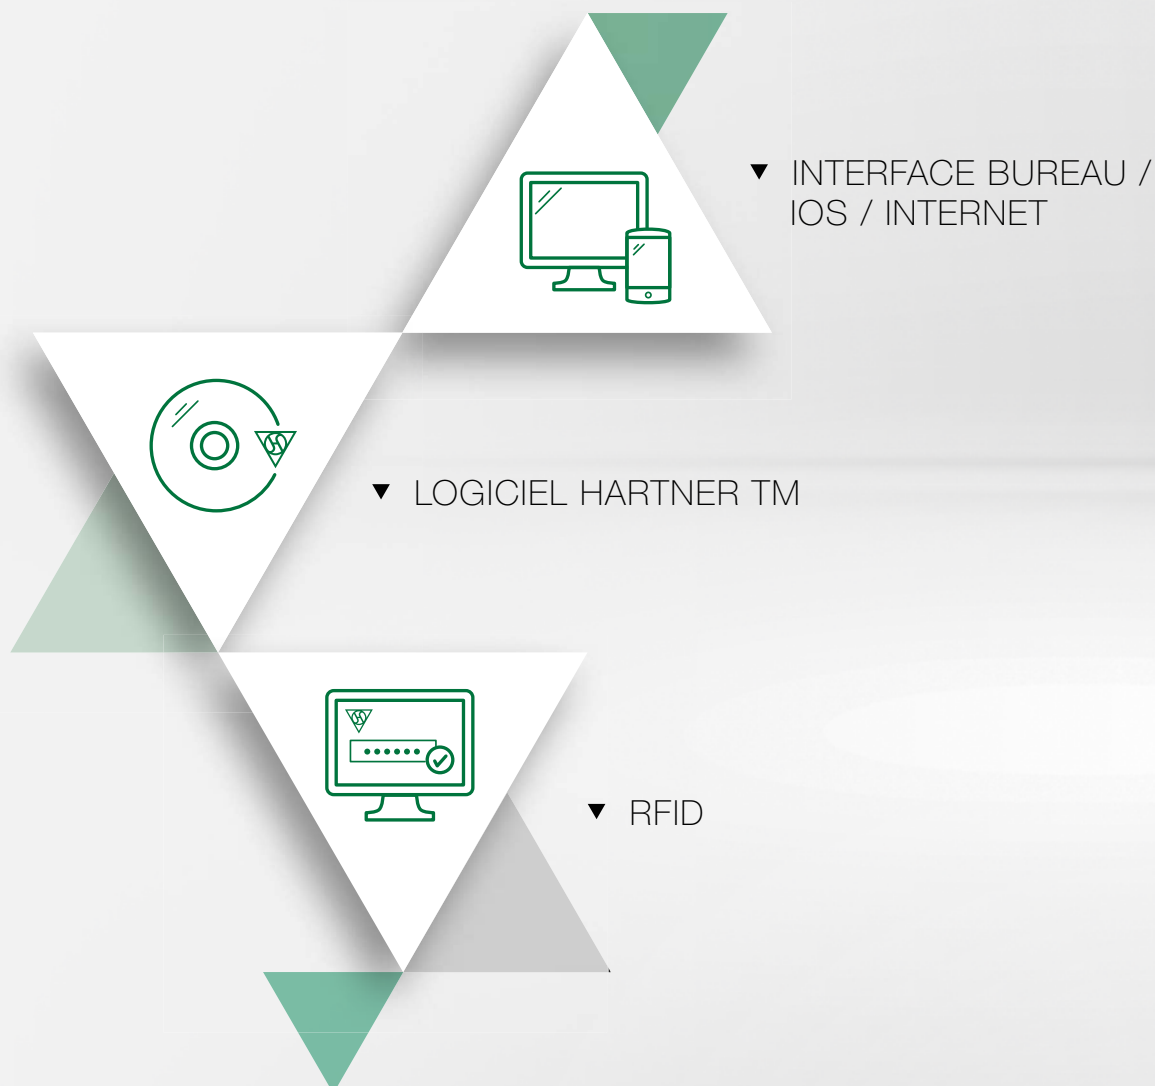 INTERFACE BUREAU /
IOS / INTERNET
LOGICIEL HARTNER TM
RFID